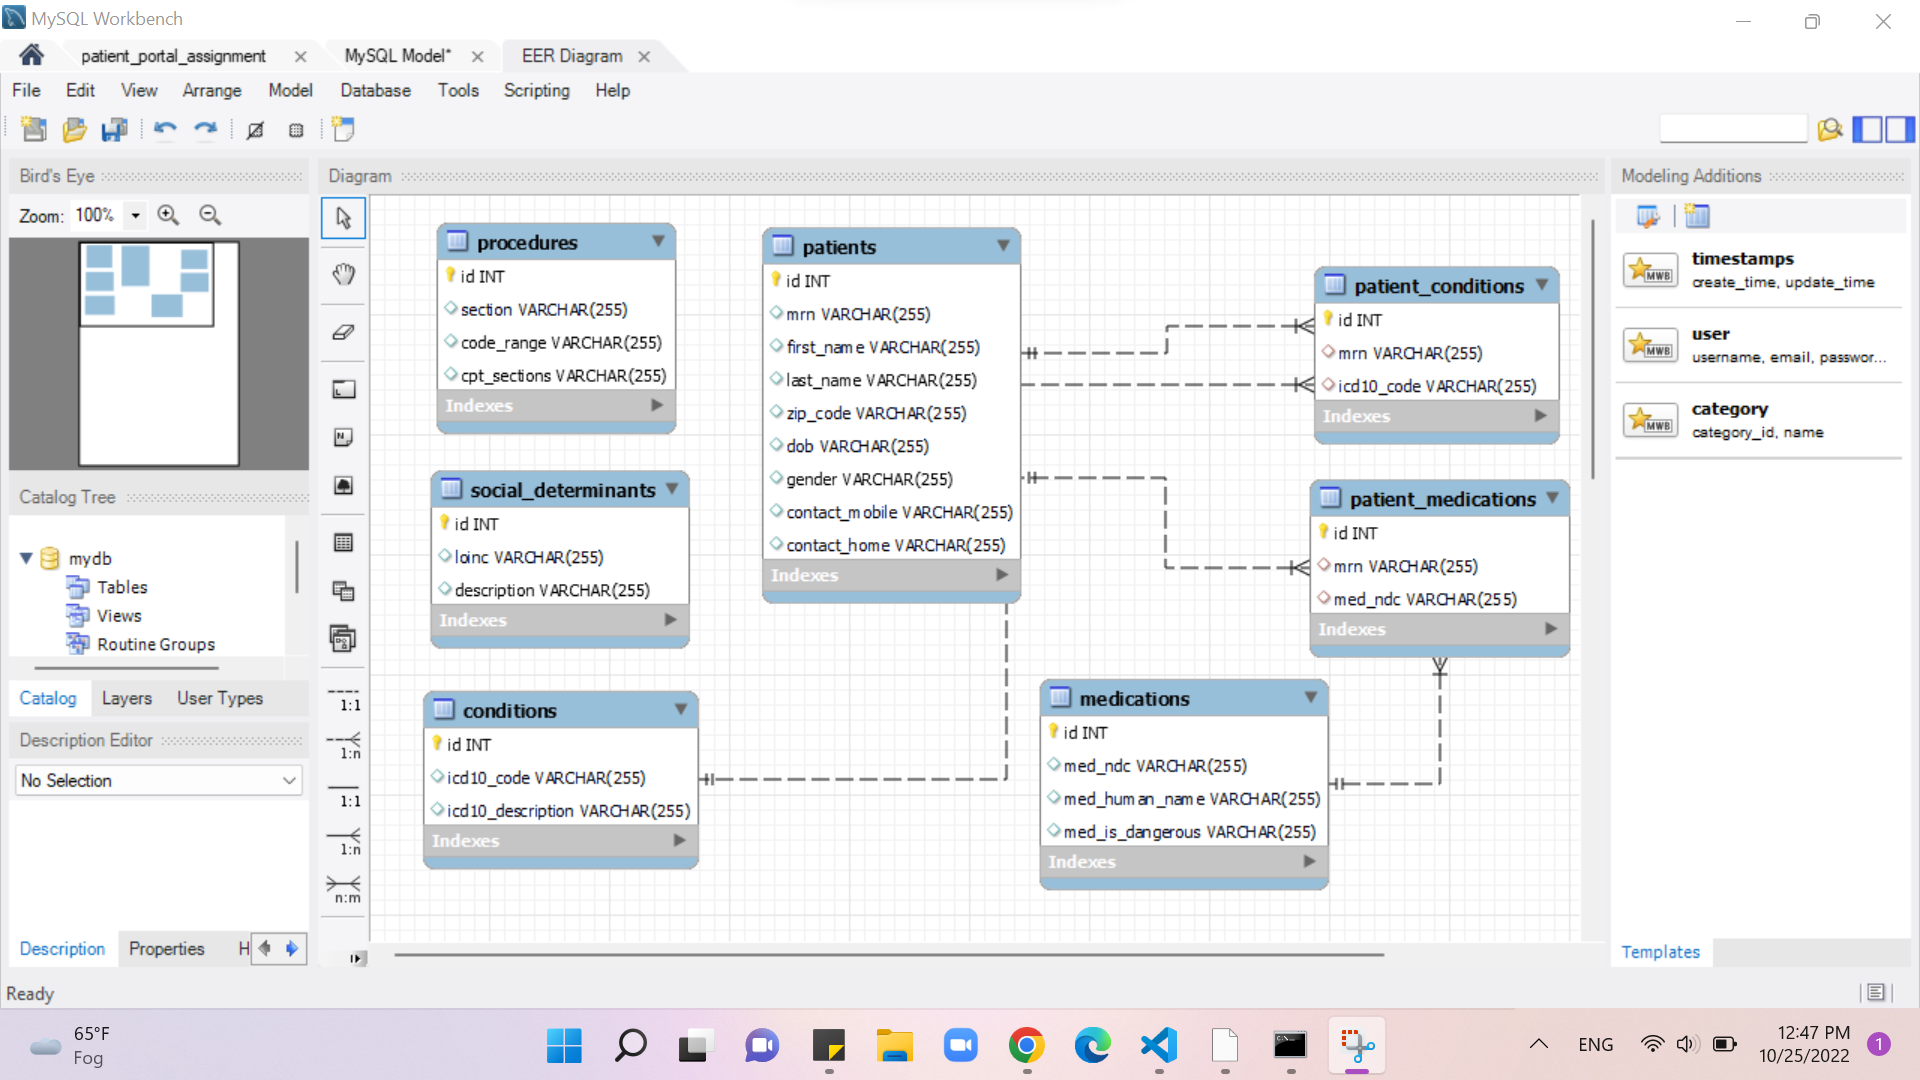 MySQL Workbench
patient_portal_assignment
MySQL Model*
EER Diagram
File Edit View Arrange Model Database Tools Scripting Help
Bird's Eye
Zoom: 100%
Catalog Tree
mydb
Tables
Views
Routine Groups
Catalog Layers User Types
Description Editor
No Selection
Description Properties H
Ready
Diagram
1:1
1:n
1:1
1:n
n:m
procedures
id INT
section VARCHAR(255)
code_range VARCHAR(255)
cpt_sections VARCHAR(255)
Indexes
social_determinants
id INT
loinc VARCHAR(255)
description VARCHAR(255)
Indexes
conditions
id INT
icd10_code VARCHAR(255)
icd10_description VARCHAR(255)
Indexes
patients
id INT
mrn VARCHAR(255)
first_name VARCHAR(255)
last_name VARCHAR(255)
zip_code VARCHAR(255)
dob VARCHAR(255)
gender VARCHAR(255)
contact_mobile VARCHAR(255)
contact_home VARCHAR(255)
Indexes
patient_conditions
id INT
mrn VARCHAR(255)
icd10_code VARCHAR(255)
Indexes
patient_medications
id INT
mrn VARCHAR(255)
med_ndc VARCHAR(255)
Indexes
medications
id INT
med_ndc VARCHAR(255)
med_human_name VARCHAR(255)
med_is_dangerous VARCHAR(255)
Indexes
Modeling Additions
MWB
timestamps
create_time, update_time
MWB
user
username, email, passwor...
MWB
category
category_id, name
Templates
65°F
Fog
ENG
12:47 PM
10/25/2022
1